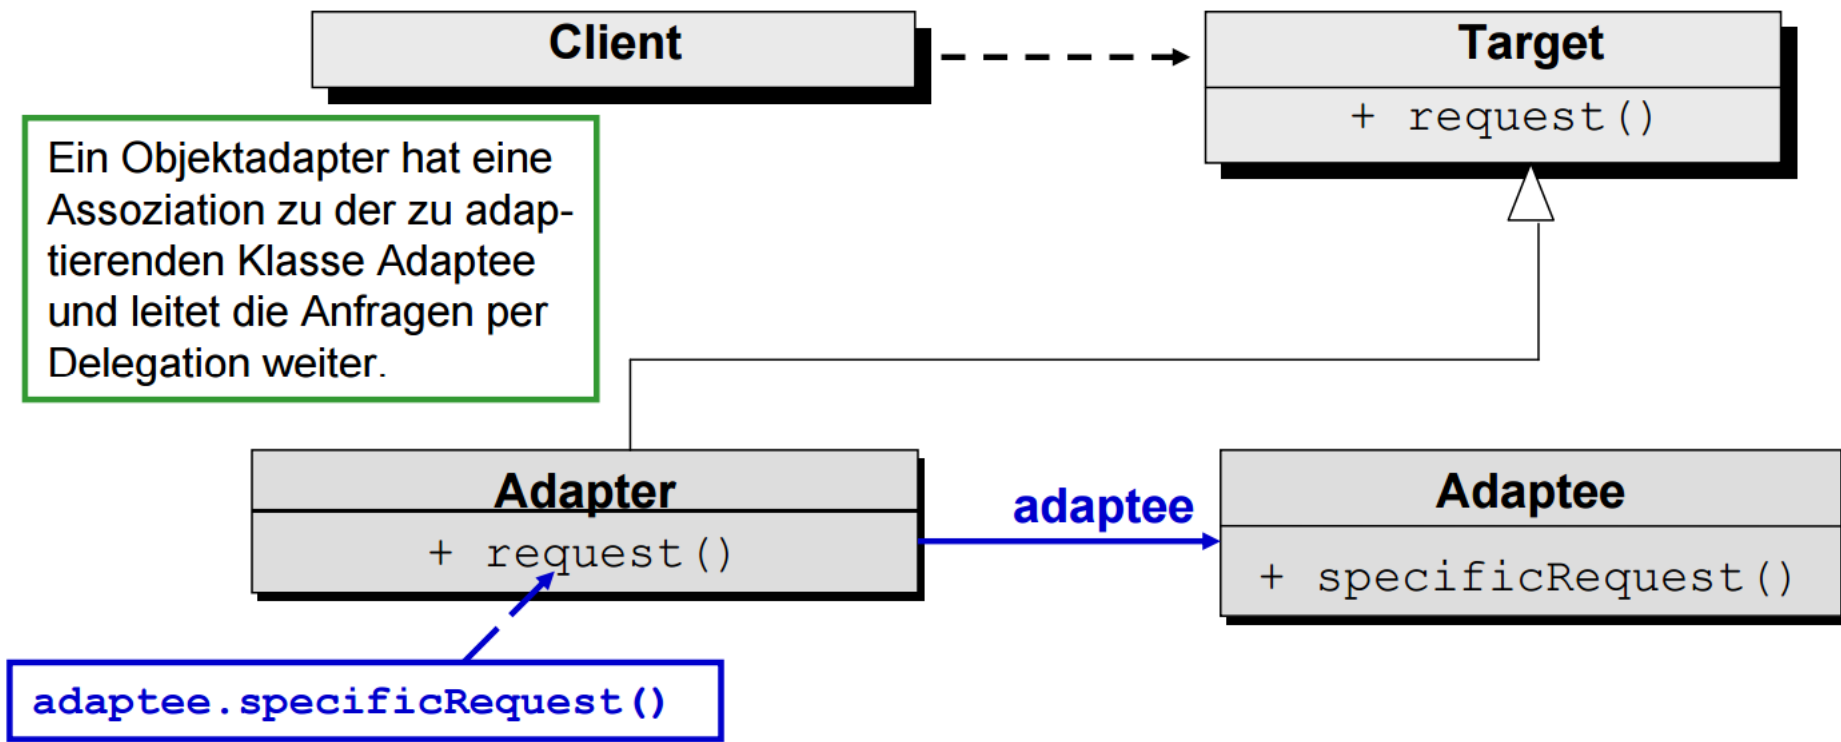 Client
Target
+ request()
Ein Objektadapter hat eine
Assoziation zu der zu adap-
tierenden Klasse Adaptee
und leitet die Anfragen per
Delegation weiter.
Adapter
+ request()
adaptee
Adaptee
+ specificRequest()
adaptee.specificRequest()